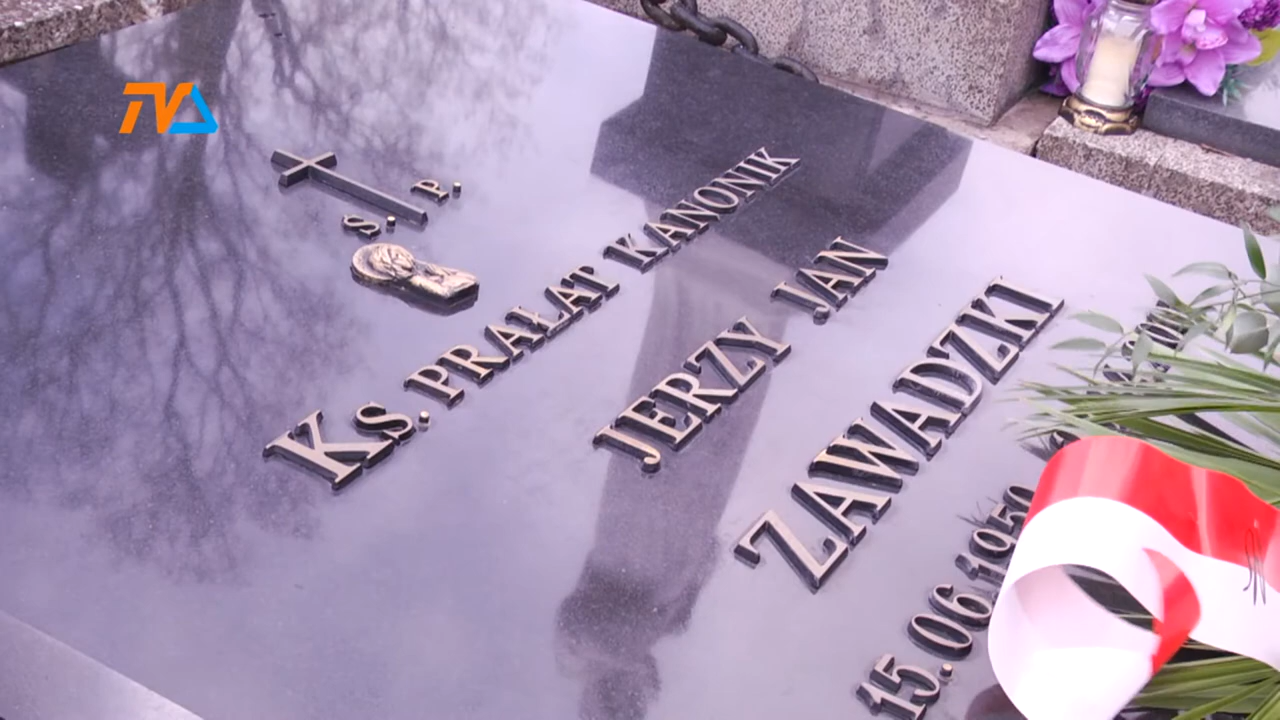 TVA
S. P.
KS. PRAŁAT KANONIK
JERZY JAN
ZAWADZKI
15.06.1950